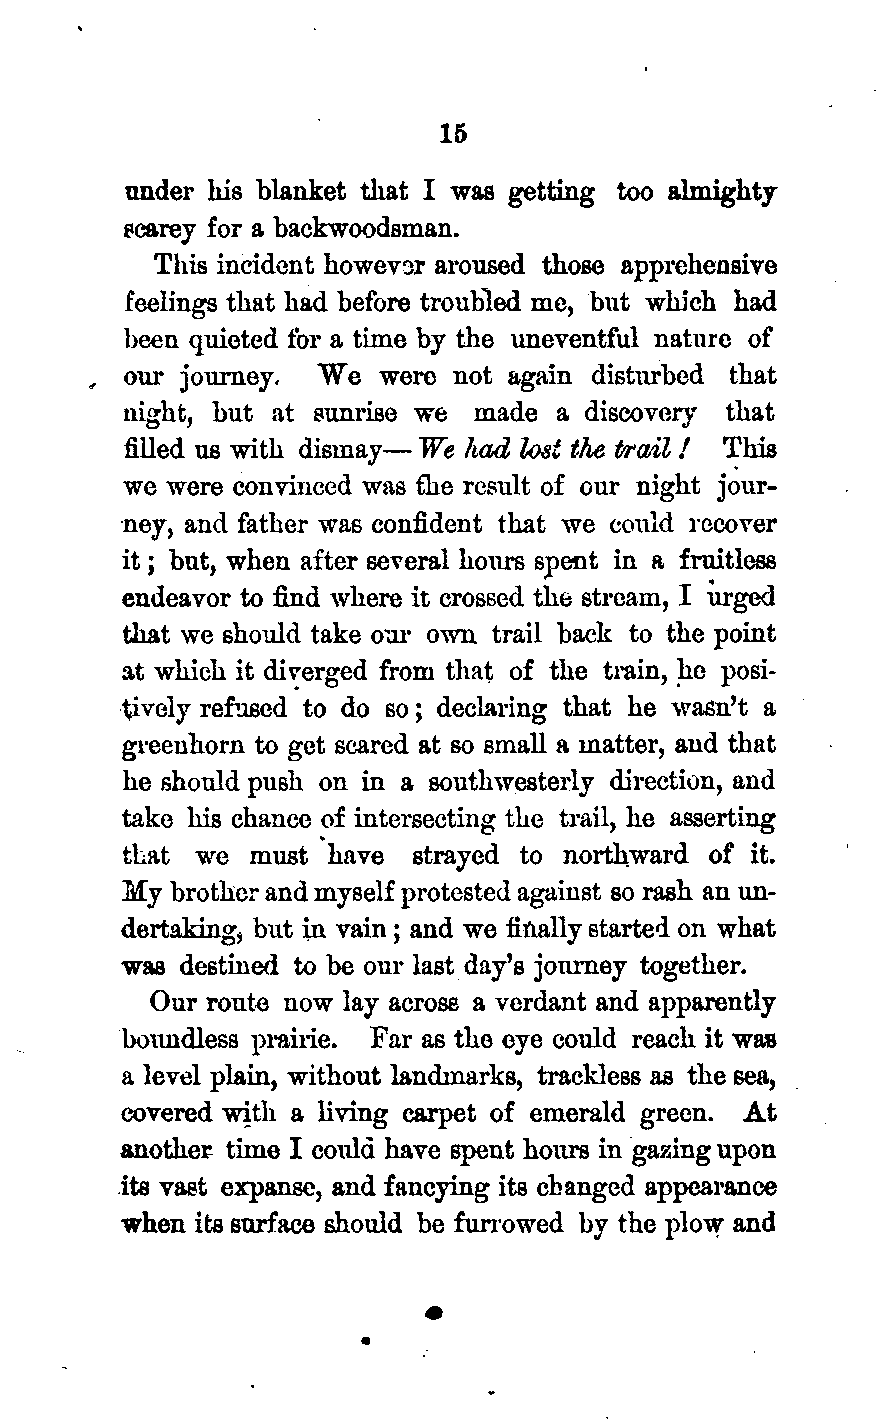 15
under his blanket that I was getting too almighty
scarey for a backwoodsman.
This incident however aroused those apprehensive
feelings that had before troubled me, but which had
been quieted for a time by the uneventful nature of
our journey. We were not again disturbed that
night, but at sunrise we made a discovery that
filled us with dismay—We had lost the trail! This
we were convinced was the result of our night jour-
ney, and father was confident that we could recover
it; but, when after several hours spent in a fruitless
endeavor to find where it crossed the stream, I urged
that we should take our own trail back to the point
at which it diverged from that of the train, he posi-
tively refused to do so; declaring that he wasn't a
greenhorn to get scared at so small a matter, and that
he should push on in a southwesterly direction, and
take his chance of intersecting the trail, he asserting
that we must have strayed to northward of it.
My brother and myself protested against so rash an un-
dertaking, but in vain; and we finally started on what
was destined to be our last day's journey together.
Our route now lay across a verdant and apparently
boundless prairie. Far as the eye could reach it was
a level plain, without landmarks, trackless as the sea,
covered with a living carpet of emerald green. At
another time I could have spent hours in gazing upon
its vast expanse, and fancying its changed appearance
when its surface should be furrowed by the plow and